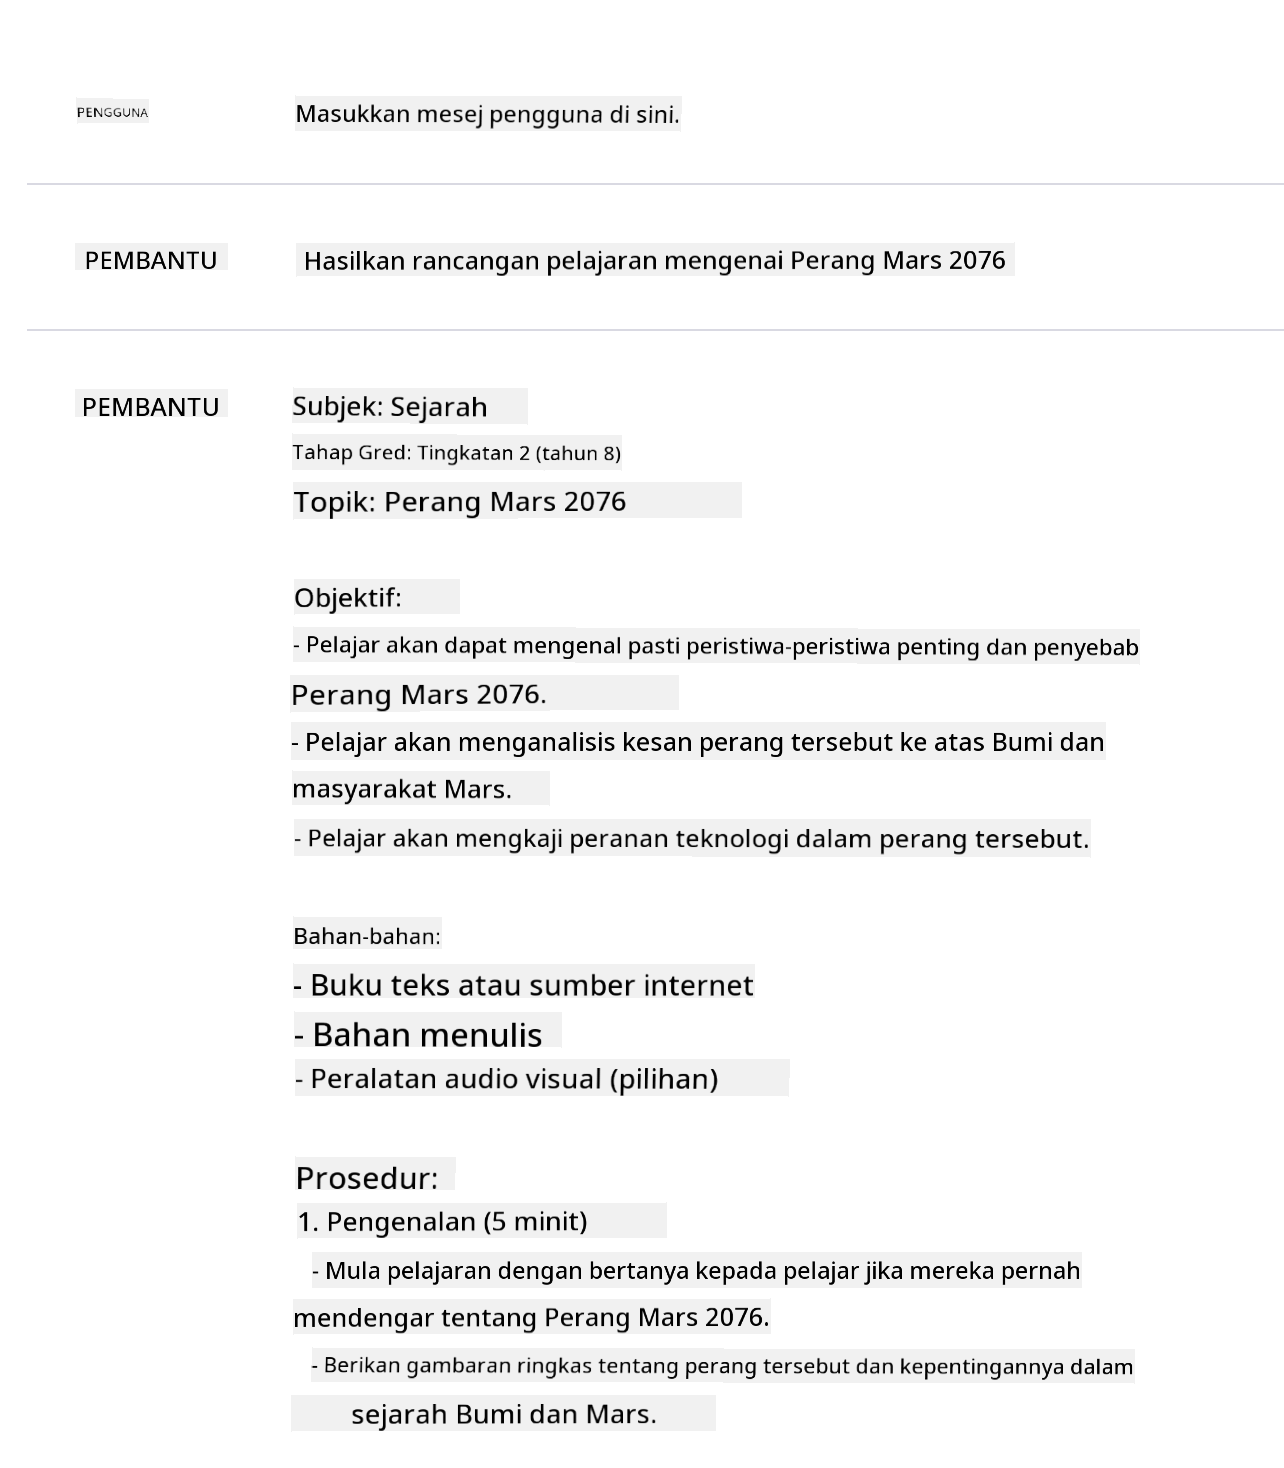 PENGGUNA
Masukkan mesej pengguna di sini.
PEMBANTU
Hasilkan rancangan pelajaran mengenai Perang Mars 2076
PEMBANTU
Subjek: Sejarah
Tahap Gred: Tingkatan 2 (tahun 8)
Topik: Perang Mars 2076
Objektif:
- Pelajar akan dapat mengenal pasti peristiwa-peristiwa penting dan penyebab
Perang Mars 2076.
- Pelajar akan menganalisis kesan perang tersebut ke atas Bumi dan
masyarakat Mars.
- Pelajar akan mengkaji peranan teknologi dalam perang tersebut.
Bahan-bahan:
- Buku teks atau sumber internet
- Bahan menulis
- Peralatan audio visual (pilihan)
Prosedur:
1. Pengenalan (5 minit)
- Mula pelajaran dengan bertanya kepada pelajar jika mereka pernah
mendengar tentang Perang Mars 2076.
- Berikan gambaran ringkas tentang perang tersebut dan kepentingannya dalam
sejarah Bumi dan Mars.